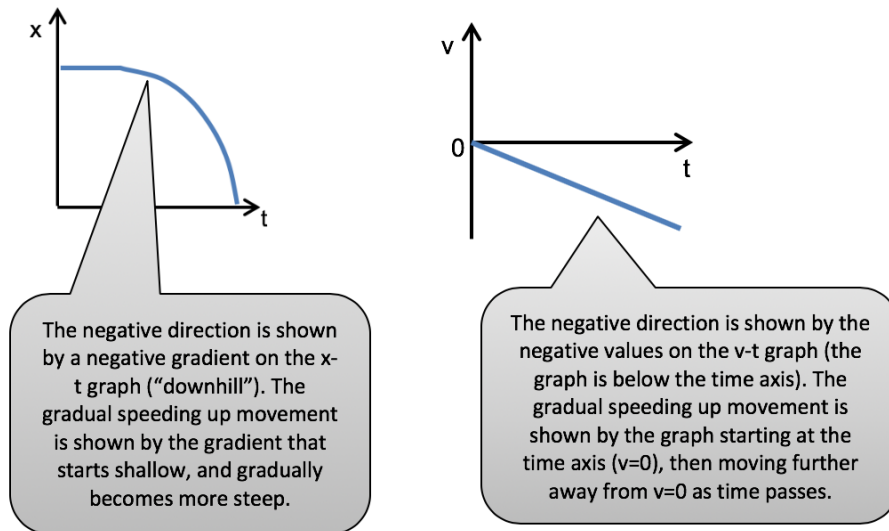 x
t
The negative direction is shown
by a negative gradient on the x-
t graph (“downhill”). The
gradual speeding up movement
is shown by the gradient that
starts shallow, and gradually
becomes more steep.
v
0
t
The negative direction is shown by the
negative values on the v-t graph (the
graph is below the time axis). The
gradual speeding up movement is
shown by the graph starting at the
time axis (v=0), then moving further
away from v=0 as time passes.